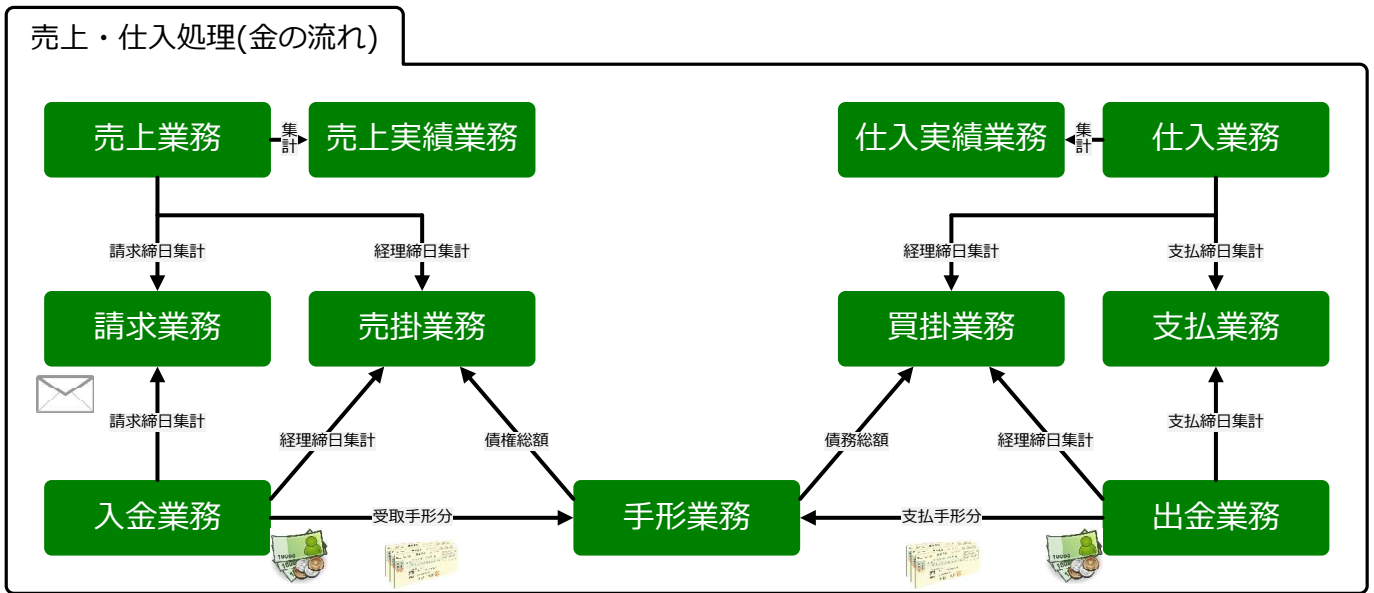 売上・仕入処理(金の流れ)
売上業務
集計
売上実績業務
仕入実績業務
集計
仕入業務
請求締日集計
経理締日集計
経理締日集計
支払締日集計
請求業務
売掛業務
買掛業務
支払業務
請求締日集計
経理締日集計
債権総額
債務総額
経理締日集計
支払締日集計
入金業務
受取手形分
手形業務
支払手形分
出金業務